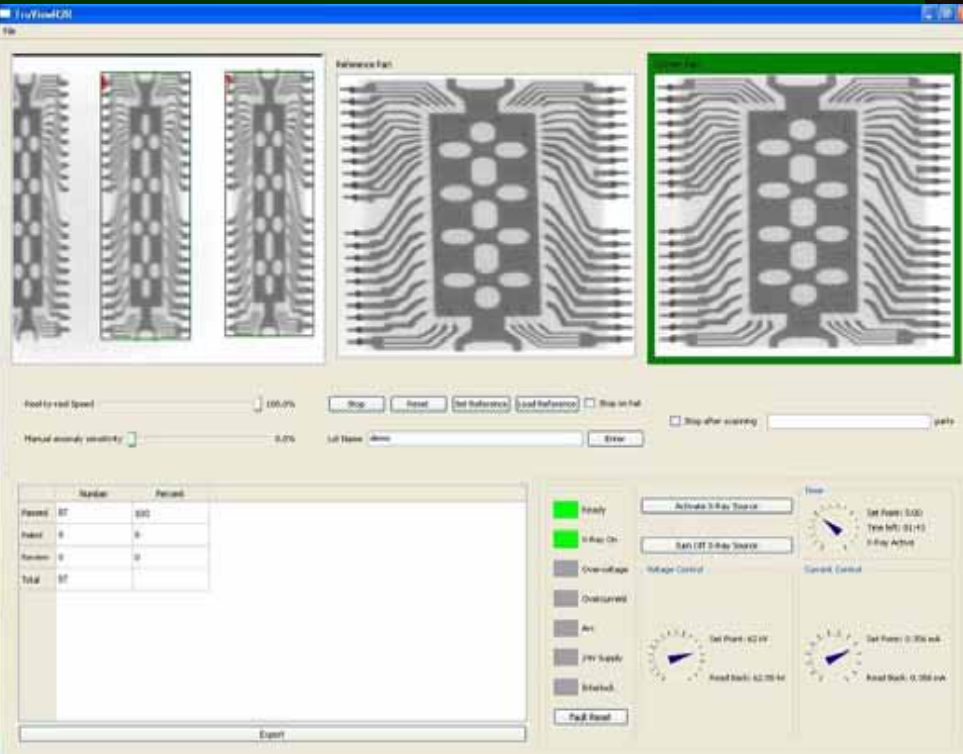 TruViewR2R
File
Reference Part
Current Part
Reel to reel Speed 100.0%
Stop Reset Set Reference Load Reference Stop on Fail
Stop after scanning parts
Manual anomaly sensitivity 0.0%
Lot Name demo Enter
Number Percent
Passed 97 100
Failed 0 0
Review 0 0
Total 97
Export
Ready
X-Ray On
Over-voltage
Overcurrent
Arc
24V Supply
Interlock
Fault Reset
Activate X-Ray Source
Turn Off X-Ray Source
Timer
Set Point: 5:00
Time left: 01:43
X-Ray Active
Voltage Control
Set Point: 62 kV
Read Back: 62.00 kV
Current Control
Set Point: 0.356 mA
Read Back: 0.356 mA